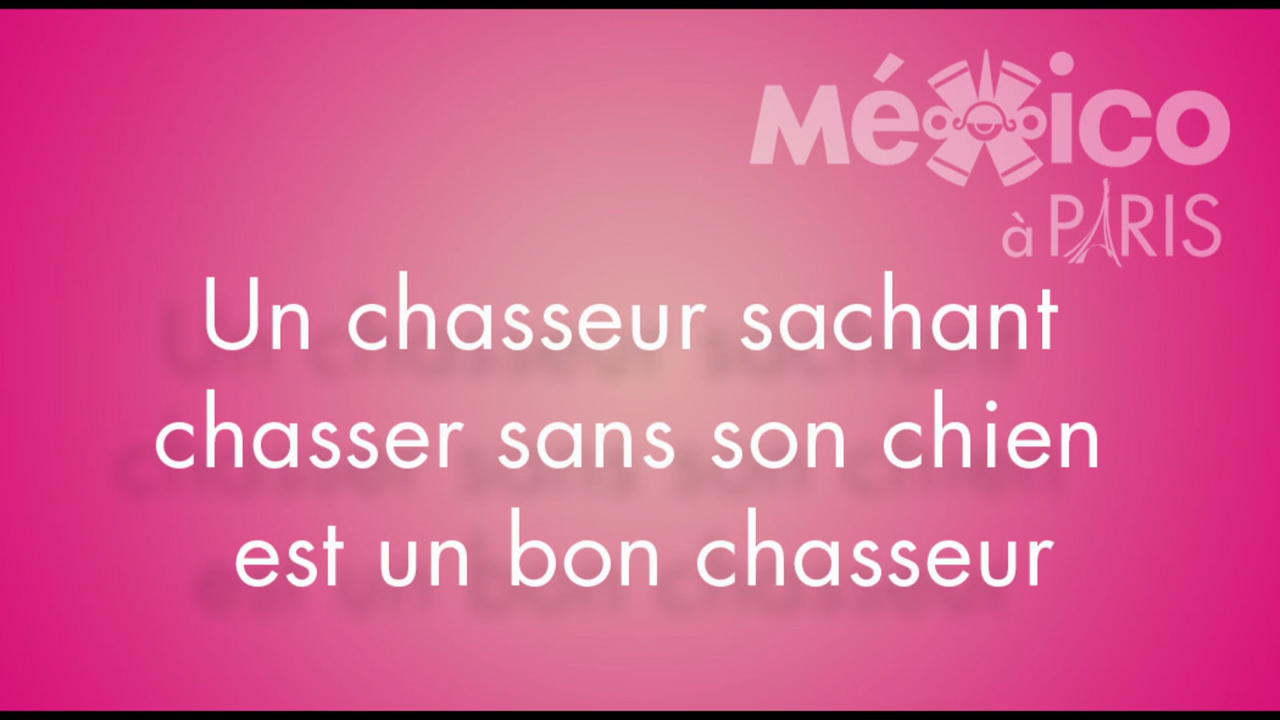 México
à PARIS
Un chasseur sachant
chasser sans son chien
est un bon chasseur